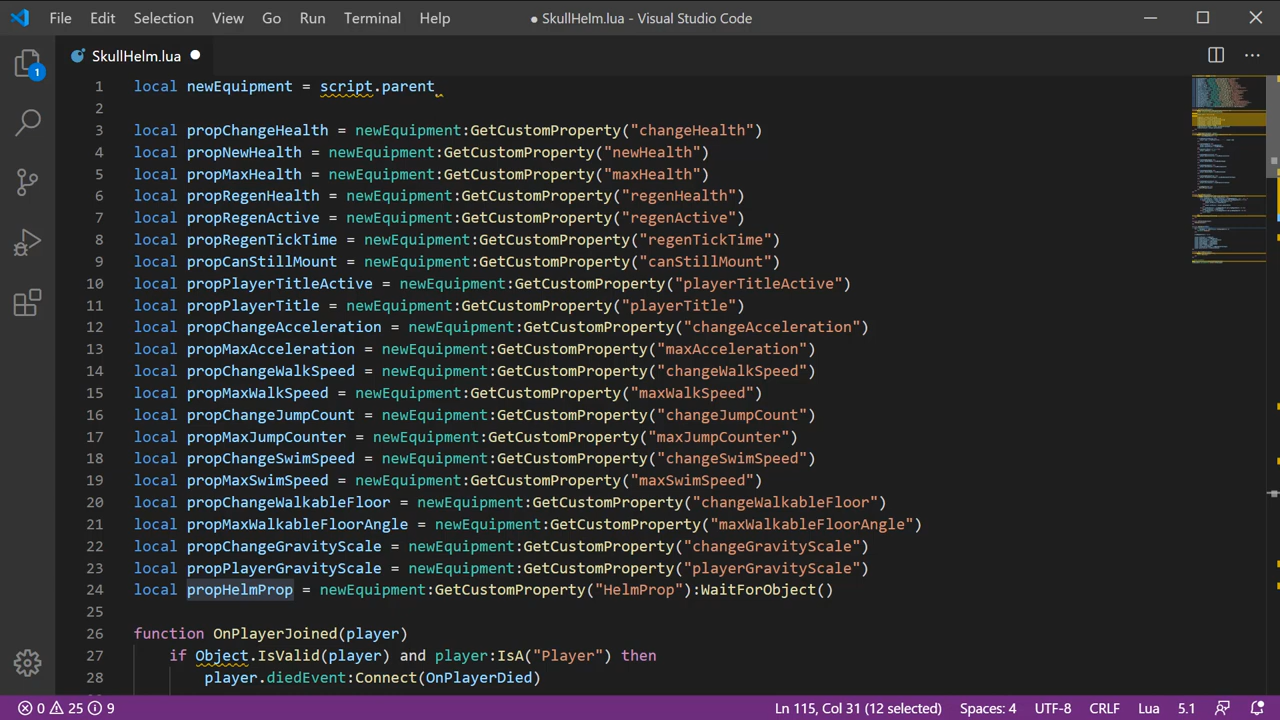 File Edit Selection View Go Run Terminal Help ● SkullHelm.lua - Visual Studio Code
SkullHelm.lua
1
1 local newEquipment = script.parent
2
3 local propChangeHealth = newEquipment:GetCustomProperty("changeHealth")
4 local propNewHealth = newEquipment:GetCustomProperty("newHealth")
5 local propMaxHealth = newEquipment:GetCustomProperty("maxHealth")
6 local propRegenHealth = newEquipment:GetCustomProperty("regenHealth")
7 local propRegenActive = newEquipment:GetCustomProperty("regenActive")
8 local propRegenTickTime = newEquipment:GetCustomProperty("regenTickTime")
9 local propCanStillMount = newEquipment:GetCustomProperty("canStillMount")
10 local propPlayerTitleActive = newEquipment:GetCustomProperty("playerTitleActive")
11 local propPlayerTitle = newEquipment:GetCustomProperty("playerTitle")
12 local propChangeAcceleration = newEquipment:GetCustomProperty("changeAcceleration")
13 local propMaxAcceleration = newEquipment:GetCustomProperty("maxAcceleration")
14 local propChangeWalkSpeed = newEquipment:GetCustomProperty("changeWalkSpeed")
15 local propMaxWalkSpeed = newEquipment:GetCustomProperty("maxWalkSpeed")
16 local propChangeJumpCount = newEquipment:GetCustomProperty("changeJumpCount")
17 local propMaxJumpCounter = newEquipment:GetCustomProperty("maxJumpCounter")
18 local propChangeSwimSpeed = newEquipment:GetCustomProperty("changeSwimSpeed")
19 local propMaxSwimSpeed = newEquipment:GetCustomProperty("maxSwimSpeed")
20 local propChangeWalkableFloor = newEquipment:GetCustomProperty("changeWalkableFloor")
21 local propMaxWalkableFloorAngle = newEquipment:GetCustomProperty("maxWalkableFloorAngle")
22 local propChangeGravityScale = newEquipment:GetCustomProperty("changeGravityScale")
23 local propPlayerGravityScale = newEquipment:GetCustomProperty("playerGravityScale")
24 local propHelmProp = newEquipment:GetCustomProperty("HelmProp"):WaitForObject()
25
26 function OnPlayerJoined(player)
27 if Object.IsValid(player) and player:IsA("Player") then
28 player.diedEvent:Connect(OnPlayerDied)
0 25 9 Ln 115, Col 31 (12 selected) Spaces: 4 UTF-8 CRLF Lua 5.1